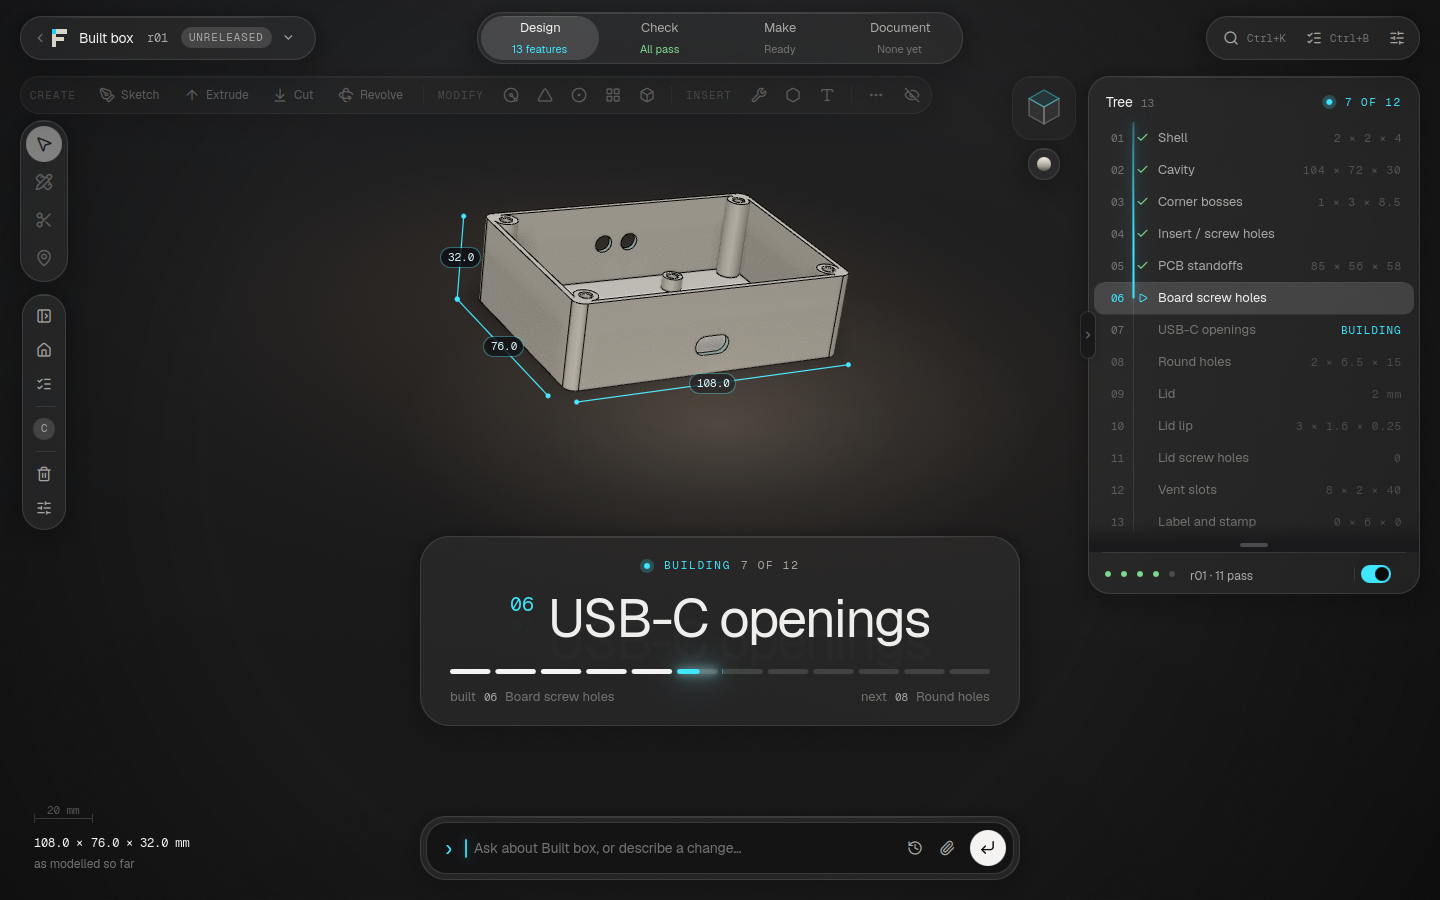 Built box r01 UNRELEASED
Design
13 features
Check
All pass
Make
Ready
Document
None yet
Ctrl+K
Ctrl+B
CREATE Sketch Extrude Cut Revolve MODIFY INSERT
Tree 13
7 OF 12
01 Shell 2 × 2 × 4
02 Cavity 104 × 72 × 30
03 Corner bosses 1 × 3 × 8.5
04 Insert / screw holes
05 PCB standoffs 85 × 56 × 58
06 Board screw holes
07 USB-C openings BUILDING
08 Round holes 2 × 6.5 × 15
09 Lid 2 mm
10 Lid lip 3 × 1.6 × 0.25
11 Lid screw holes 0
12 Vent slots 8 × 2 × 40
13 Label and stamp 0 × 6 × 0
r01 · 11 pass
32.0
76.0
108.0
C
BUILDING 7 OF 12
06 USB-C openings
built 06 Board screw holes
next 08 Round holes
20 mm
108.0 × 76.0 × 32.0 mm
as modelled so far
Ask about Built box, or describe a change…